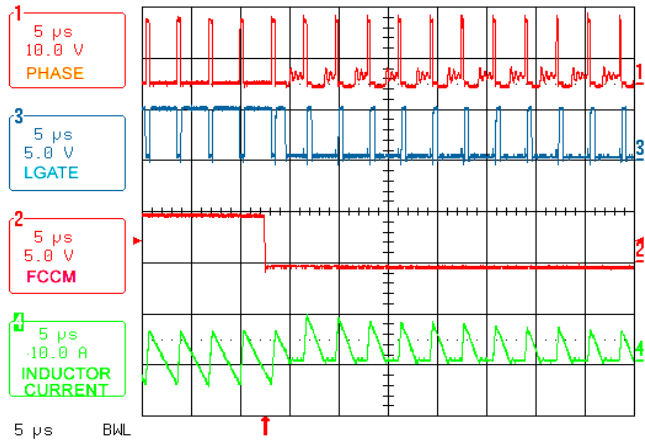 1
5 µs
10.0 V
PHASE
1
3
5 µs
5.0 V
LGATE
3
2
5 µs
5.0 V
FCCM
2
4
5 µs
10.0 A
INDUCTOR
CURRENT
4
5 µs BWL